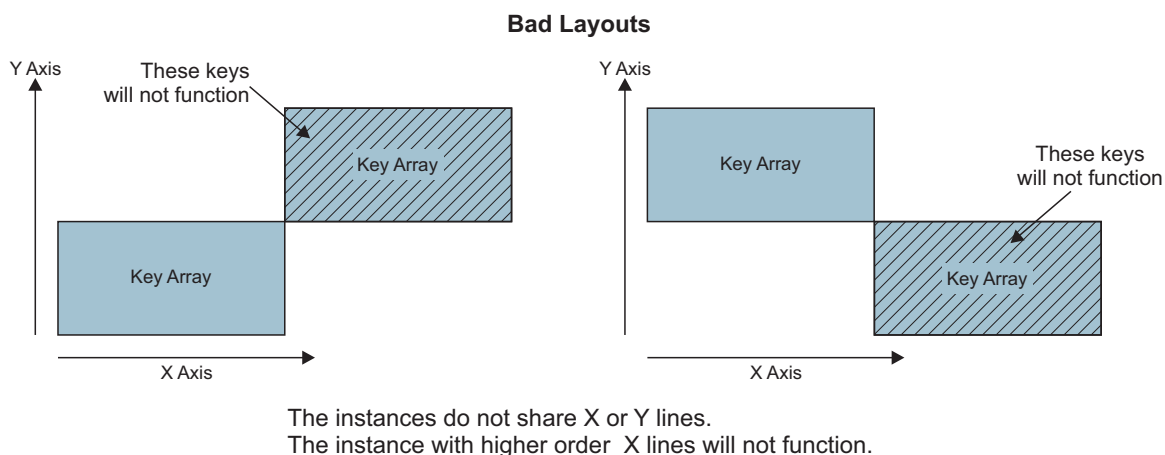 Bad Layouts
Y Axis
These keys
will not function
Key Array
Key Array
X Axis
Y Axis
Key Array
These keys
will not function
Key Array
X Axis
The instances do not share X or Y lines.
The instance with higher order X lines will not function.